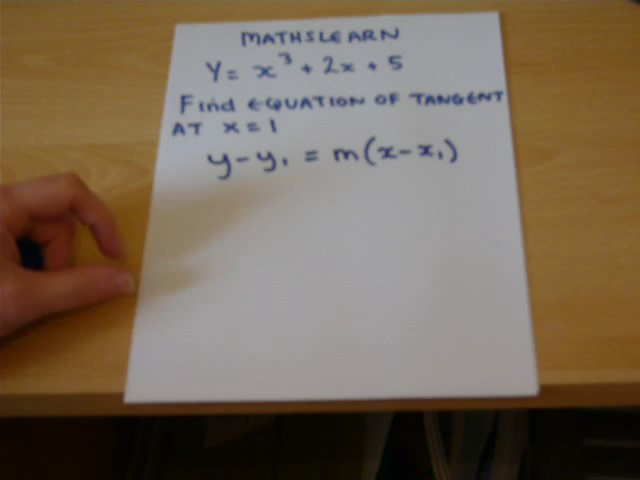 MATHSLEARN
Y = x³ + 2x + 5
Find EQUATION OF TANGENT
AT x = 1
y - y₁ = m(x - x₁)